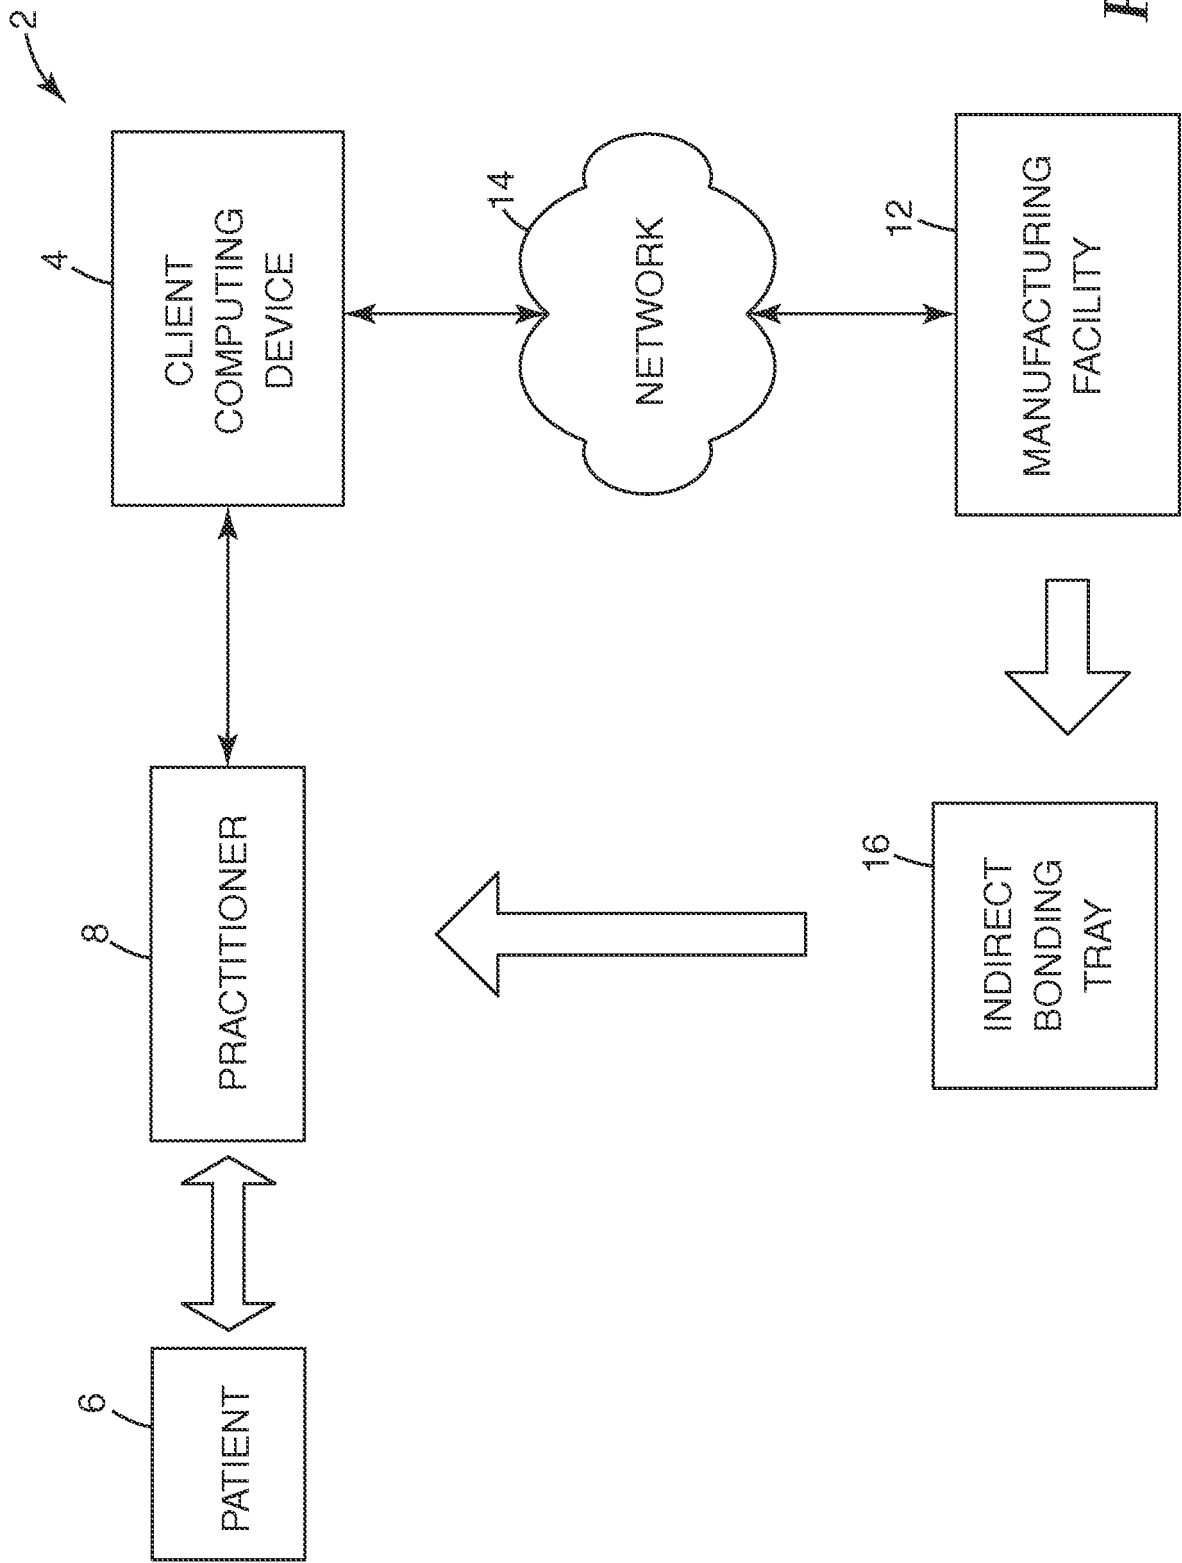 2
6
PATIENT
8
PRACTITIONER
4
CLIENT
COMPUTING
DEVICE
14
NETWORK
16
INDIRECT
BONDING
TRAY
12
MANUFACTURING
FACILITY